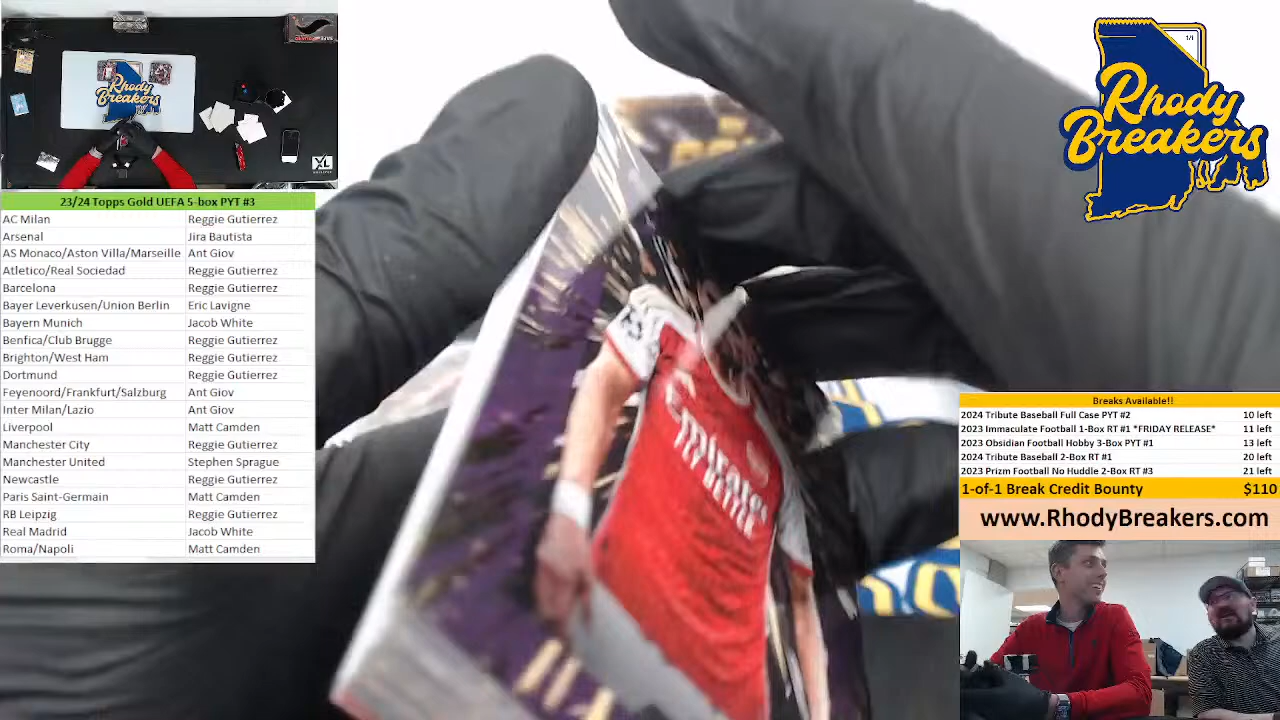 1/1
Rhody
Breakers
Rhody
Breakers
XL
23/24 Topps Gold UEFA 5-box PYT #3
AC Milan Reggie Gutierrez
Arsenal Jira Bautista
AS Monaco/Aston Villa/Marseille Ant Giov
Atletico/Real Sociedad Reggie Gutierrez
Barcelona Reggie Gutierrez
Bayer Leverkusen/Union Berlin Eric Lavigne
Bayern Munich Jacob White
Benfica/Club Brugge Reggie Gutierrez
Brighton/West Ham Reggie Gutierrez
Dortmund Reggie Gutierrez
Feyenoord/Frankfurt/Salzburg Ant Giov
Inter Milan/Lazio Ant Giov
Liverpool Matt Camden
Manchester City Reggie Gutierrez
Manchester United Stephen Sprague
Newcastle Reggie Gutierrez
Paris Saint-Germain Matt Camden
RB Leipzig Reggie Gutierrez
Real Madrid Jacob White
Roma/Napoli Matt Camden
Emirates
FLY BETTER
Breaks Available!!
2024 Tribute Baseball Full Case PYT #2 10 left
2023 Immaculate Football 1-Box RT #1 *FRIDAY RELEASE* 11 left
2023 Obsidian Football Hobby 3-Box PYT #1 13 left
2024 Tribute Baseball 2-Box RT #1 20 left
2023 Prizm Football No Huddle 2-Box RT #3 21 left
1-of-1 Break Credit Bounty $110
www.RhodyBreakers.com